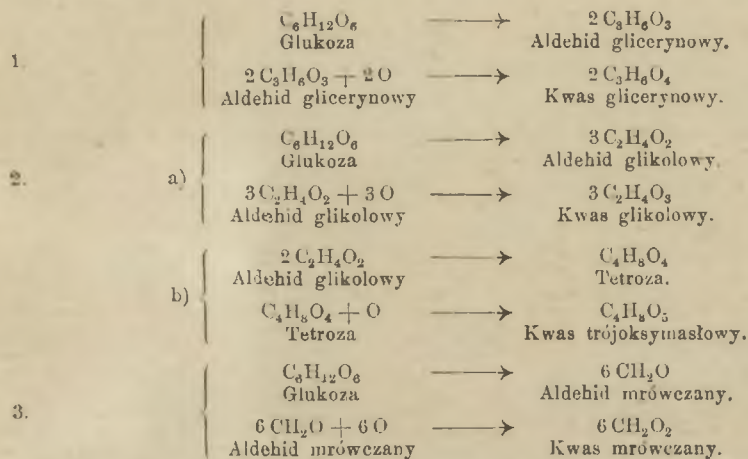 C₆H₁₂O₆ ⟶ 2 C₃H₆O₃
Glukoza Aldehid glicerynowy.
1.
2 C₃H₆O₃ + 2 O ⟶ 2 C₃H₆O₄
Aldehid glicerynowy Kwas glicerynowy.
C₆H₁₂O₆ ⟶ 3 C₂H₄O₂
Glukoza Aldehid glikolowy.
2. a)
3 C₂H₄O₂ + 3 O ⟶ 3 C₂H₄O₃
Aldehid glikolowy Kwas glikolowy.
2 C₂H₄O₂ ⟶ C₄H₈O₄
Aldehid glikolowy Tetroza.
b)
C₄H₈O₄ + O ⟶ C₄H₈O₅
Tetroza Kwas trójoksymasłowy.
C₆H₁₂O₆ ⟶ 6 CH₂O
Glukoza Aldehid mrówczany.
3.
6 CH₂O + 6 O ⟶ 6 CH₂O₂
Aldehid mrówczany Kwas mrówczany.